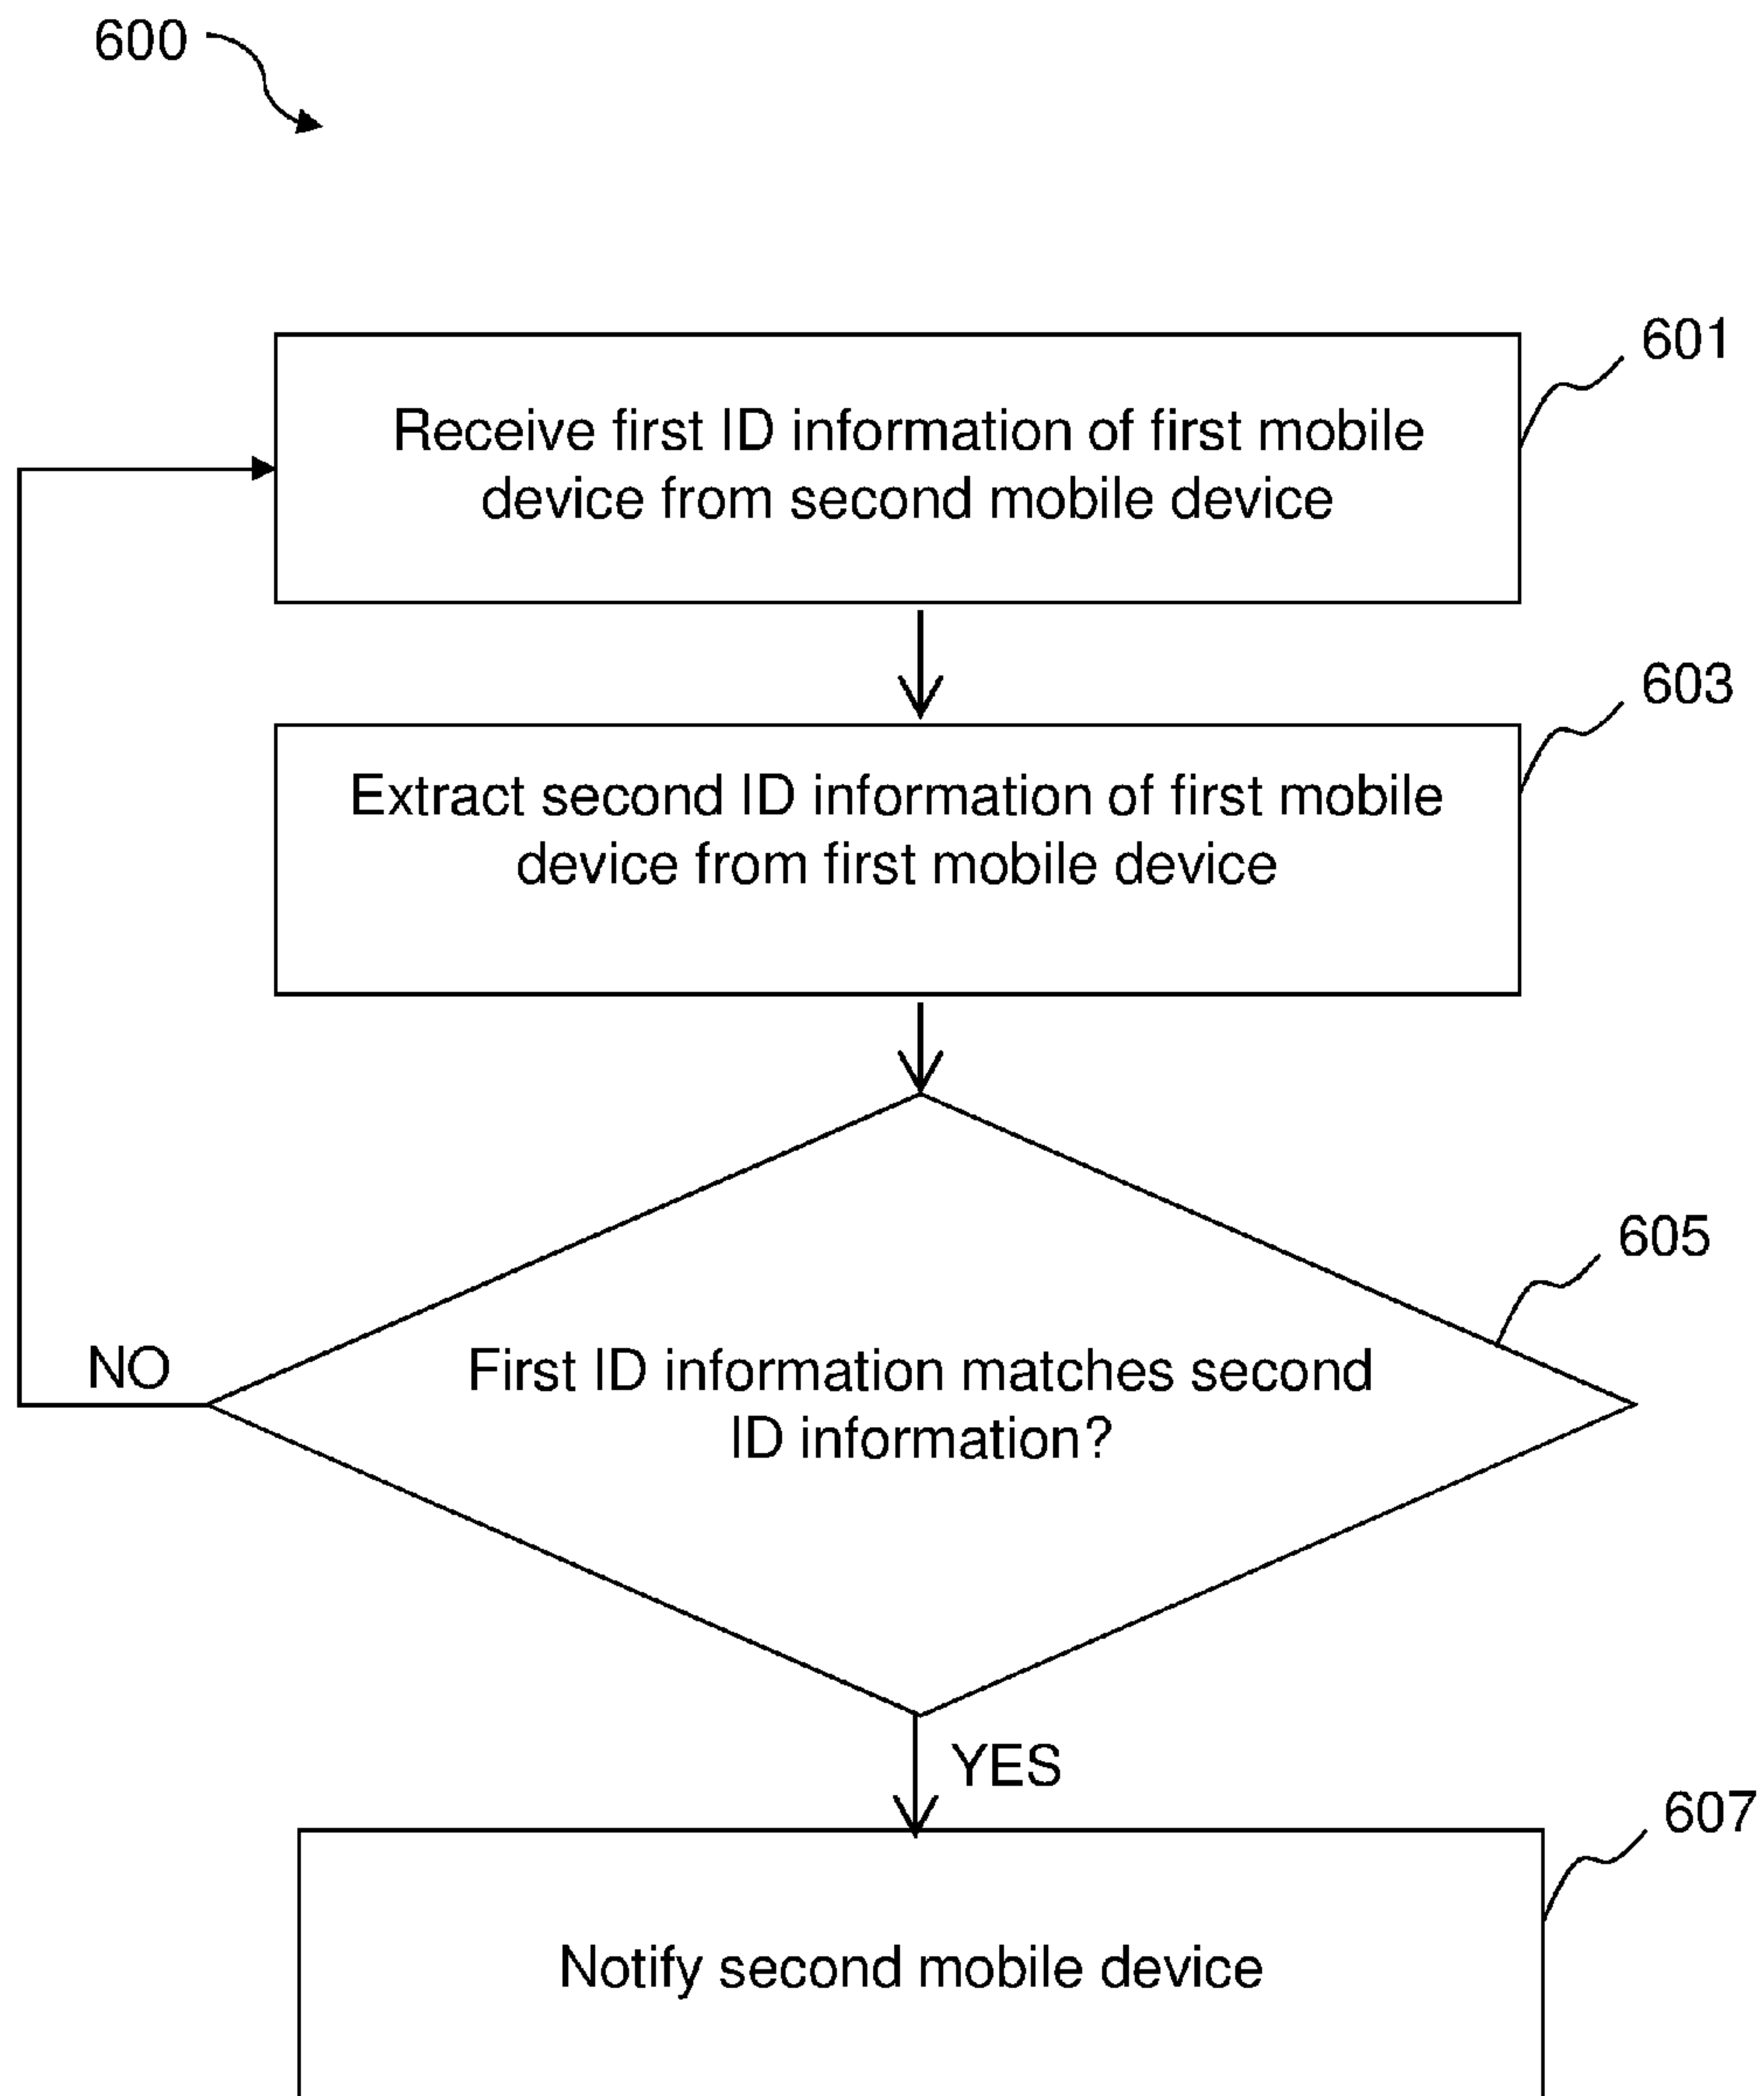 600
601
Receive first ID information of first mobile
device from second mobile device
603
Extract second ID information of first mobile
device from first mobile device
605
First ID information matches second
ID information?
NO
YES
607
Notify second mobile device